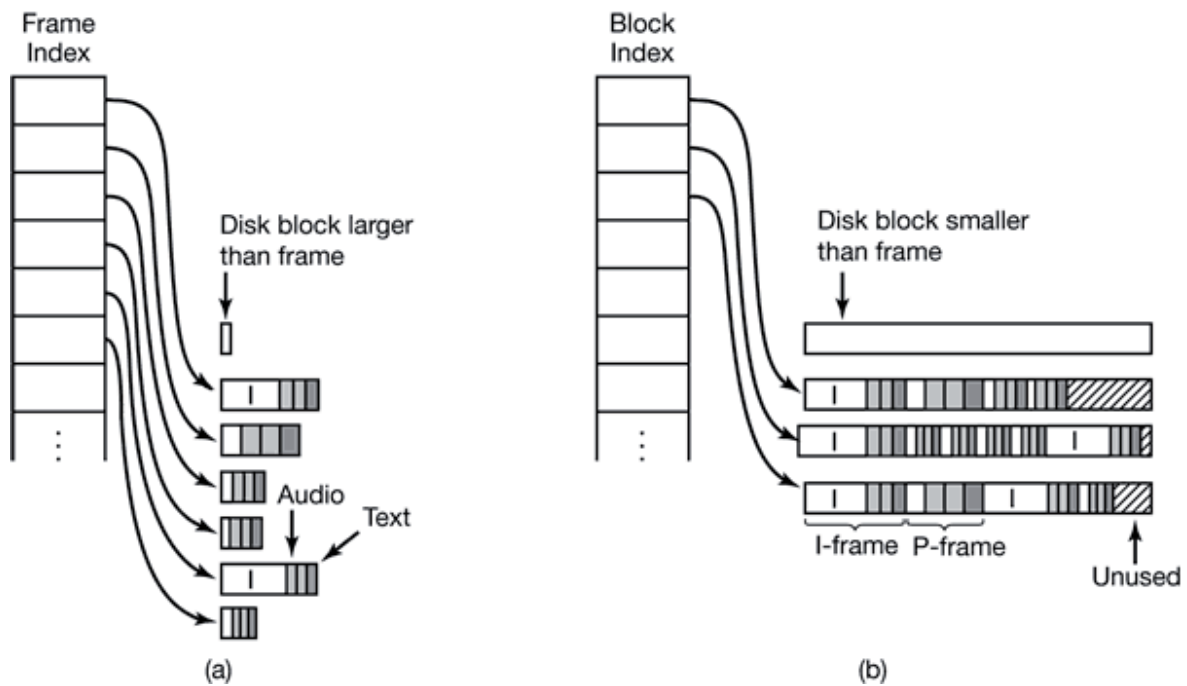 Frame
Index
Disk block larger
than frame
I
Audio
Text
I
⋮
(a)
Block
Index
Disk block smaller
than frame
I
I
I
I
I
I-frame
P-frame
Unused
⋮
(b)